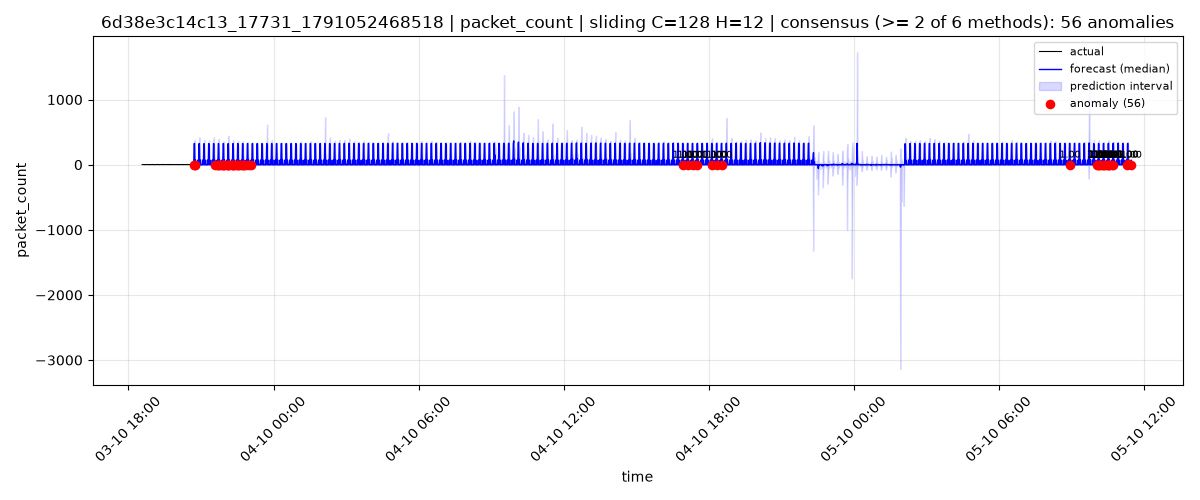 6d38e3c14c13_17731_1791052468518 | packet_count | sliding C=128 H=12 | consensus (>= 2 of 6 methods): 56 anomalies
actual
forecast (median)
prediction interval
anomaly (56)
1000
0
−1000
−2000
−3000
packet_count
1.00
03-10 18:00
04-10 00:00
04-10 06:00
04-10 12:00
04-10 18:00
05-10 00:00
05-10 06:00
05-10 12:00
time